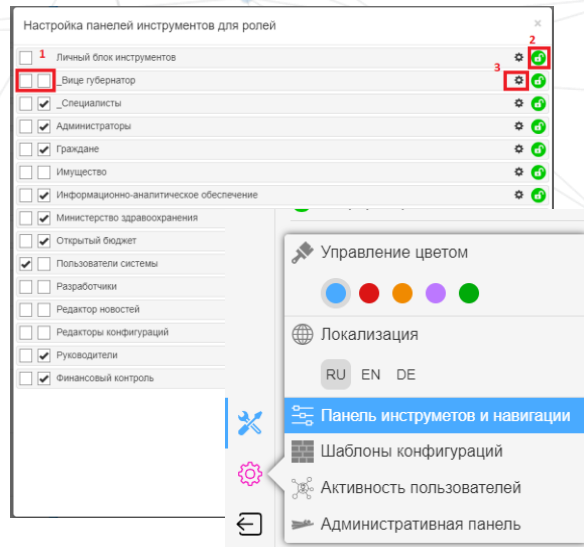 Настройка панелей инструментов для ролей ×
1 Личный блок инструментов 2
_Вице губернатор 3
_Специалисты
Администраторы
Граждане
Имущество
Информационно-аналитическое обеспечение
Министерство здравоохранения
Открытый бюджет
Пользователи системы
Разработчики
Редактор новостей
Редакторы конфигураций
Руководители
Финансовый контроль
Управление цветом
Локализация
RU EN DE
Панель инструметов и навигации
Шаблоны конфигураций
Активность пользователей
Административная панель